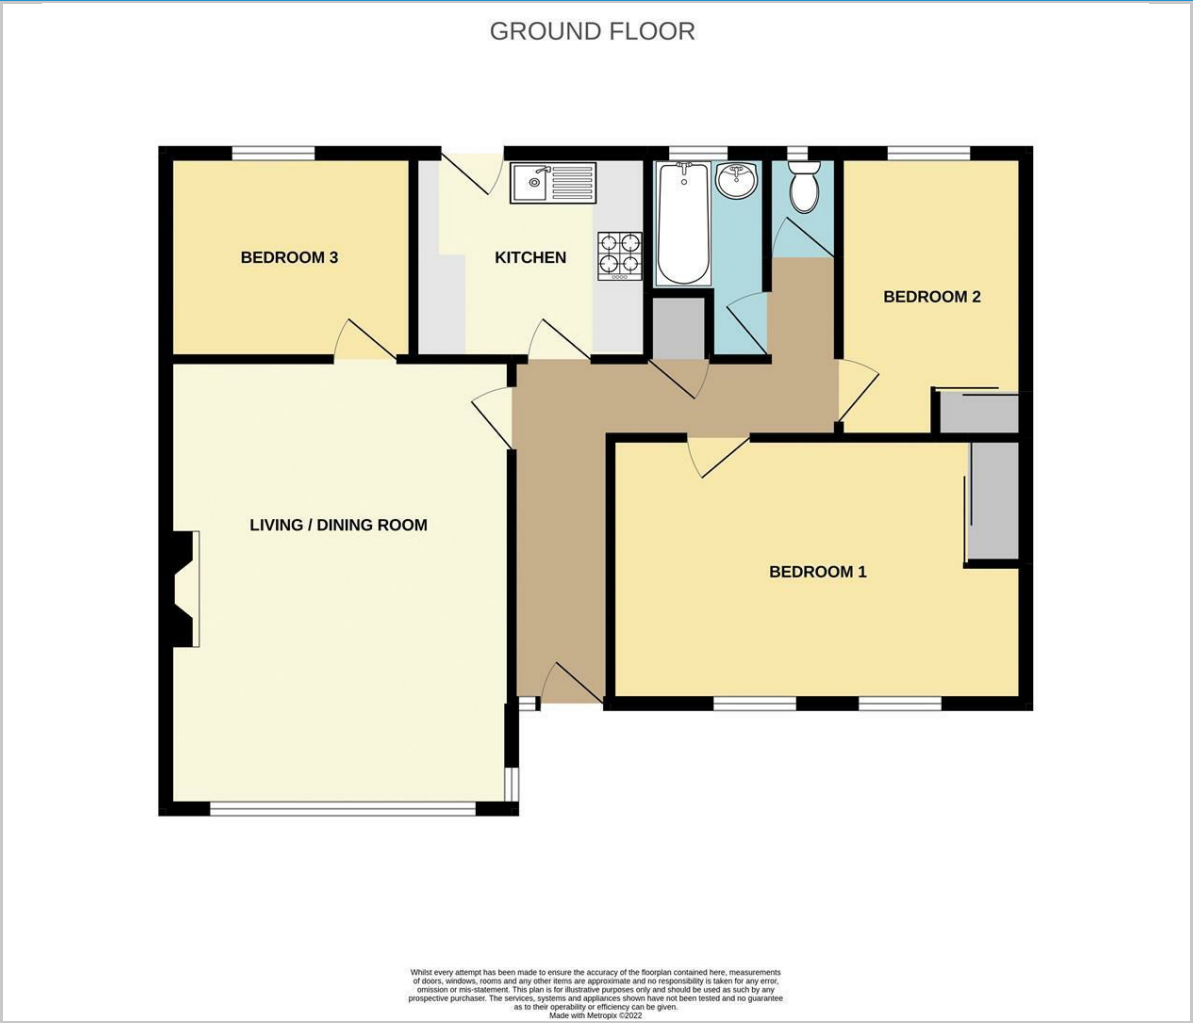 GROUND FLOOR
BEDROOM 3
KITCHEN
BEDROOM 2
LIVING / DINING ROOM
BEDROOM 1
Whilst every attempt has been made to ensure the accuracy of the floorplan contained here, measurements
of doors, windows, rooms and any other items are approximate and no responsibility is taken for any error,
omission or mis-statement. This plan is for illustrative purposes only and should be used as such by any
prospective purchaser. The services, systems and appliances shown have not been tested and no guarantee
as to their operability or efficiency can be given.
Made with Metropix ©2022